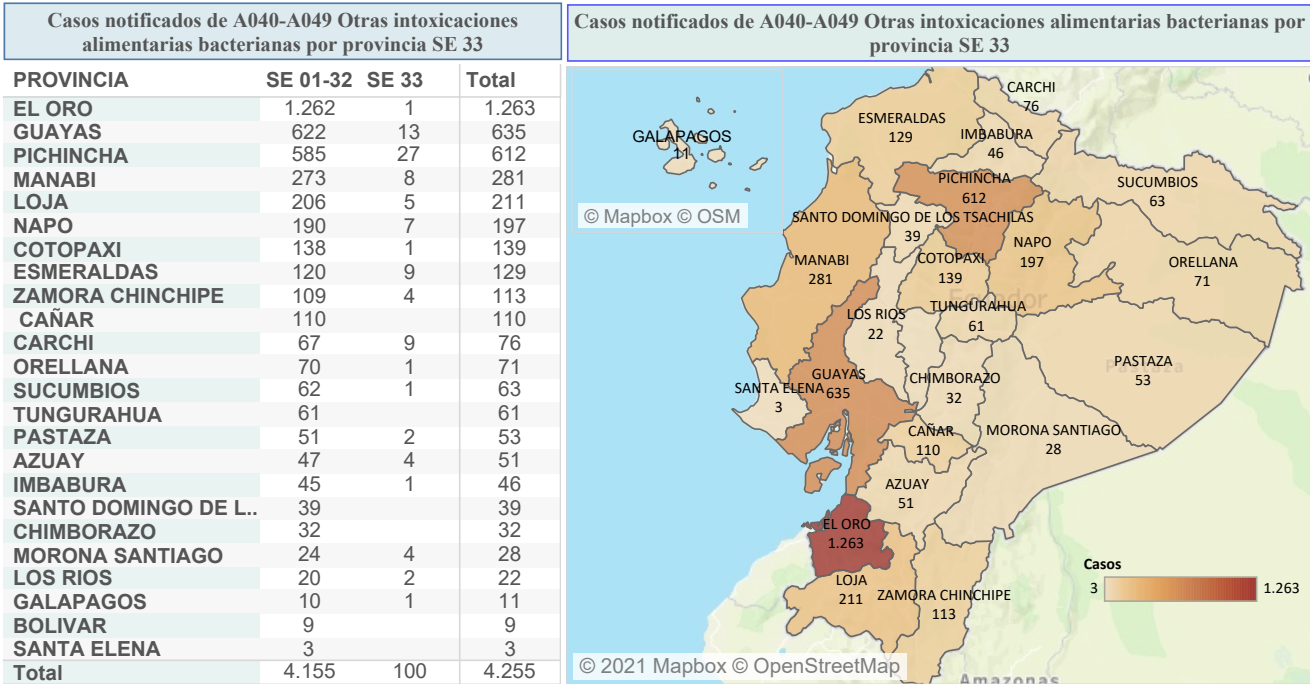 Casos notificados de A040-A049 Otras intoxicaciones
alimentarias bacterianas por provincia SE 33
PROVINCIA SE 01-32 SE 33 Total
EL ORO 1.262 1 1.263
GUAYAS 622 13 635
PICHINCHA 585 27 612
MANABI 273 8 281
LOJA 206 5 211
NAPO 190 7 197
COTOPAXI 138 1 139
ESMERALDAS 120 9 129
ZAMORA CHINCHIPE 109 4 113
CAÑAR 110 110
CARCHI 67 9 76
ORELLANA 70 1 71
SUCUMBIOS 62 1 63
TUNGURAHUA 61 61
PASTAZA 51 2 53
AZUAY 47 4 51
IMBABURA 45 1 46
SANTO DOMINGO DE L.. 39 39
CHIMBORAZO 32 32
MORONA SANTIAGO 24 4 28
LOS RIOS 20 2 22
GALAPAGOS 10 1 11
BOLIVAR 9 9
SANTA ELENA 3 3
Total 4.155 100 4.255
Casos notificados de A040-A049 Otras intoxicaciones alimentarias bacterianas por
provincia SE 33
CARCHI
76
ESMERALDAS
129
IMBABURA
46
GALAPAGOS
11
© Mapbox © OSM
PICHINCHA
612
SUCUMBIOS
63
SANTO DOMINGO DE LOS TSACHILAS
39
NAPO
197
MANABI
281
COTOPAXI
139
ORELLANA
71
Ecuador
TUNGURAHUA
61
LOS RIOS
22
PASTAZA
53
Pastaza
GUAYAS
635
CHIMBORAZO
32
SANTA ELENA
3
CAÑAR
110
MORONA SANTIAGO
28
AZUAY
51
EL ORO
1.263
LOJA
211
ZAMORA CHINCHIPE
113
Casos
3 1.263
© 2021 Mapbox © OpenStreetMap
Amazonas